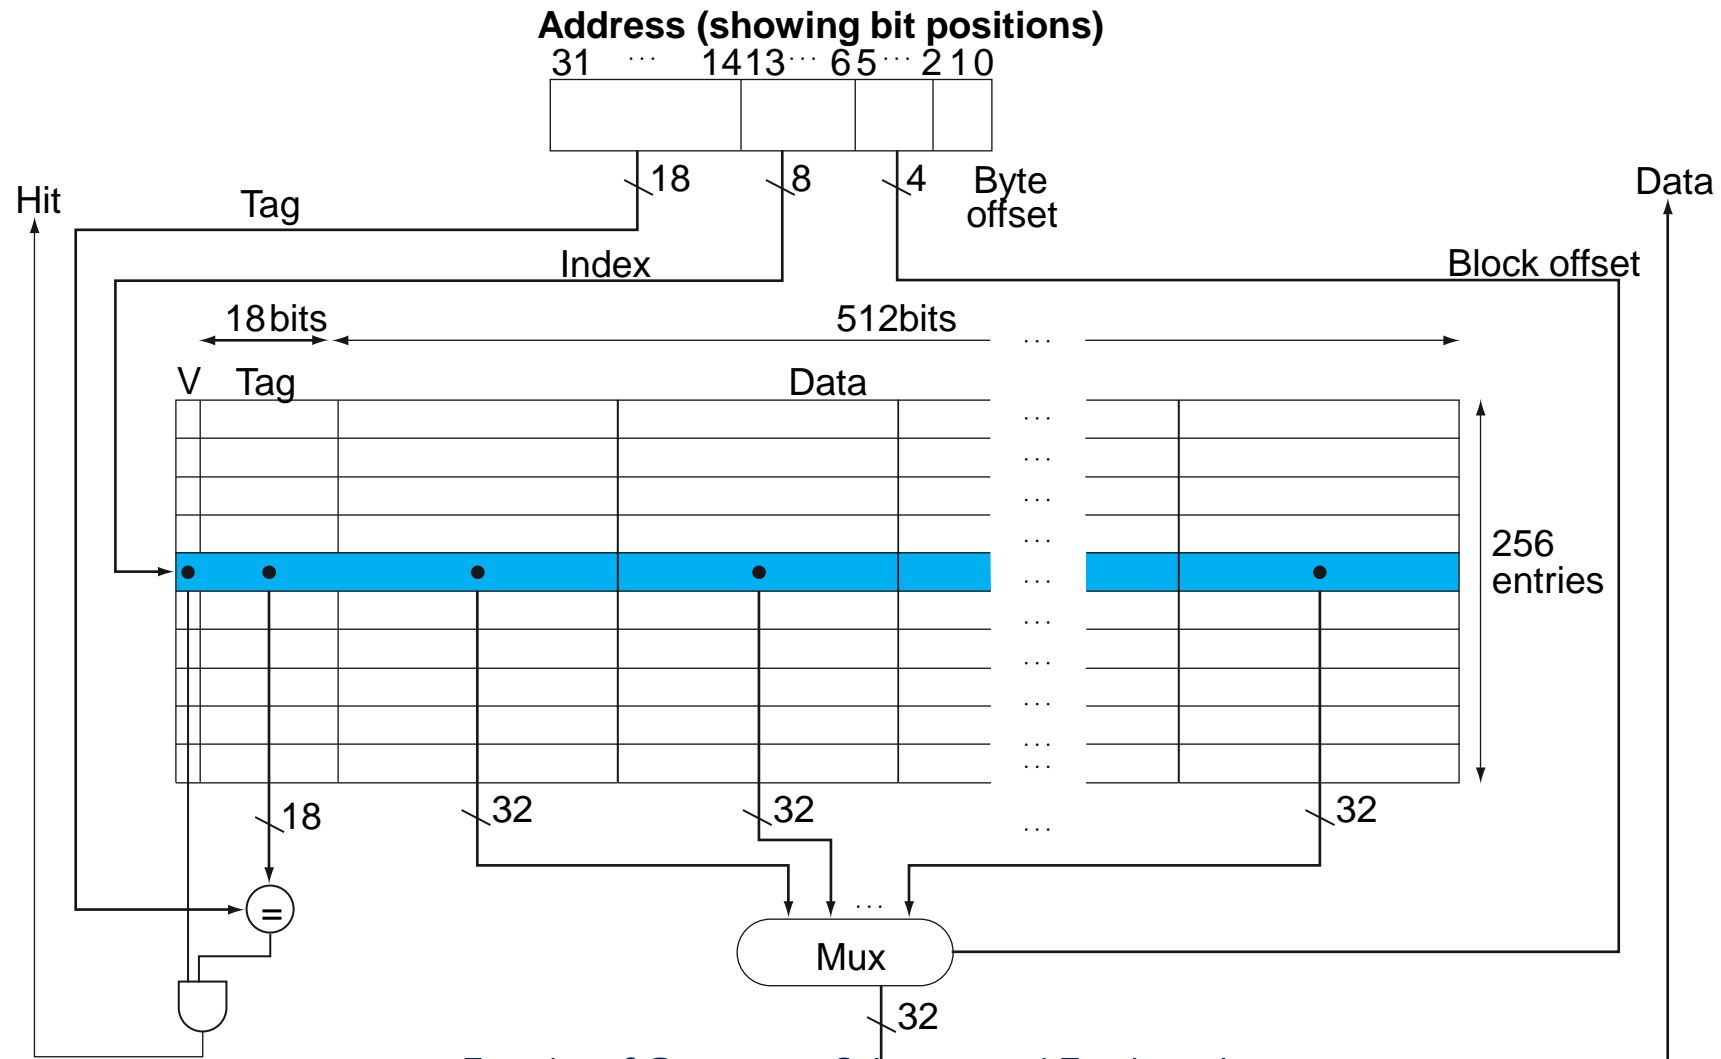 Address (showing bit positions)
31 ... 14 13 ... 6 5 ... 2 1 0
18
8
4
Byte
offset
Hit
Tag
Data
Index
Block offset
18 bits
512 bits
...
V
Tag
Data
...
...
...
...
...
...
...
...
...
...
256
entries
18
32
32
...
32
=
...
Mux
32